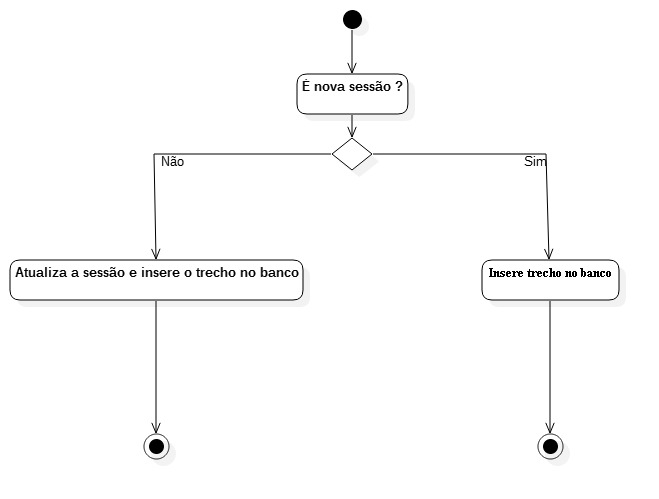 É nova sessão ?
Não
Sim
Atualiza a sessão e insere o trecho no banco
Insere trecho no banco